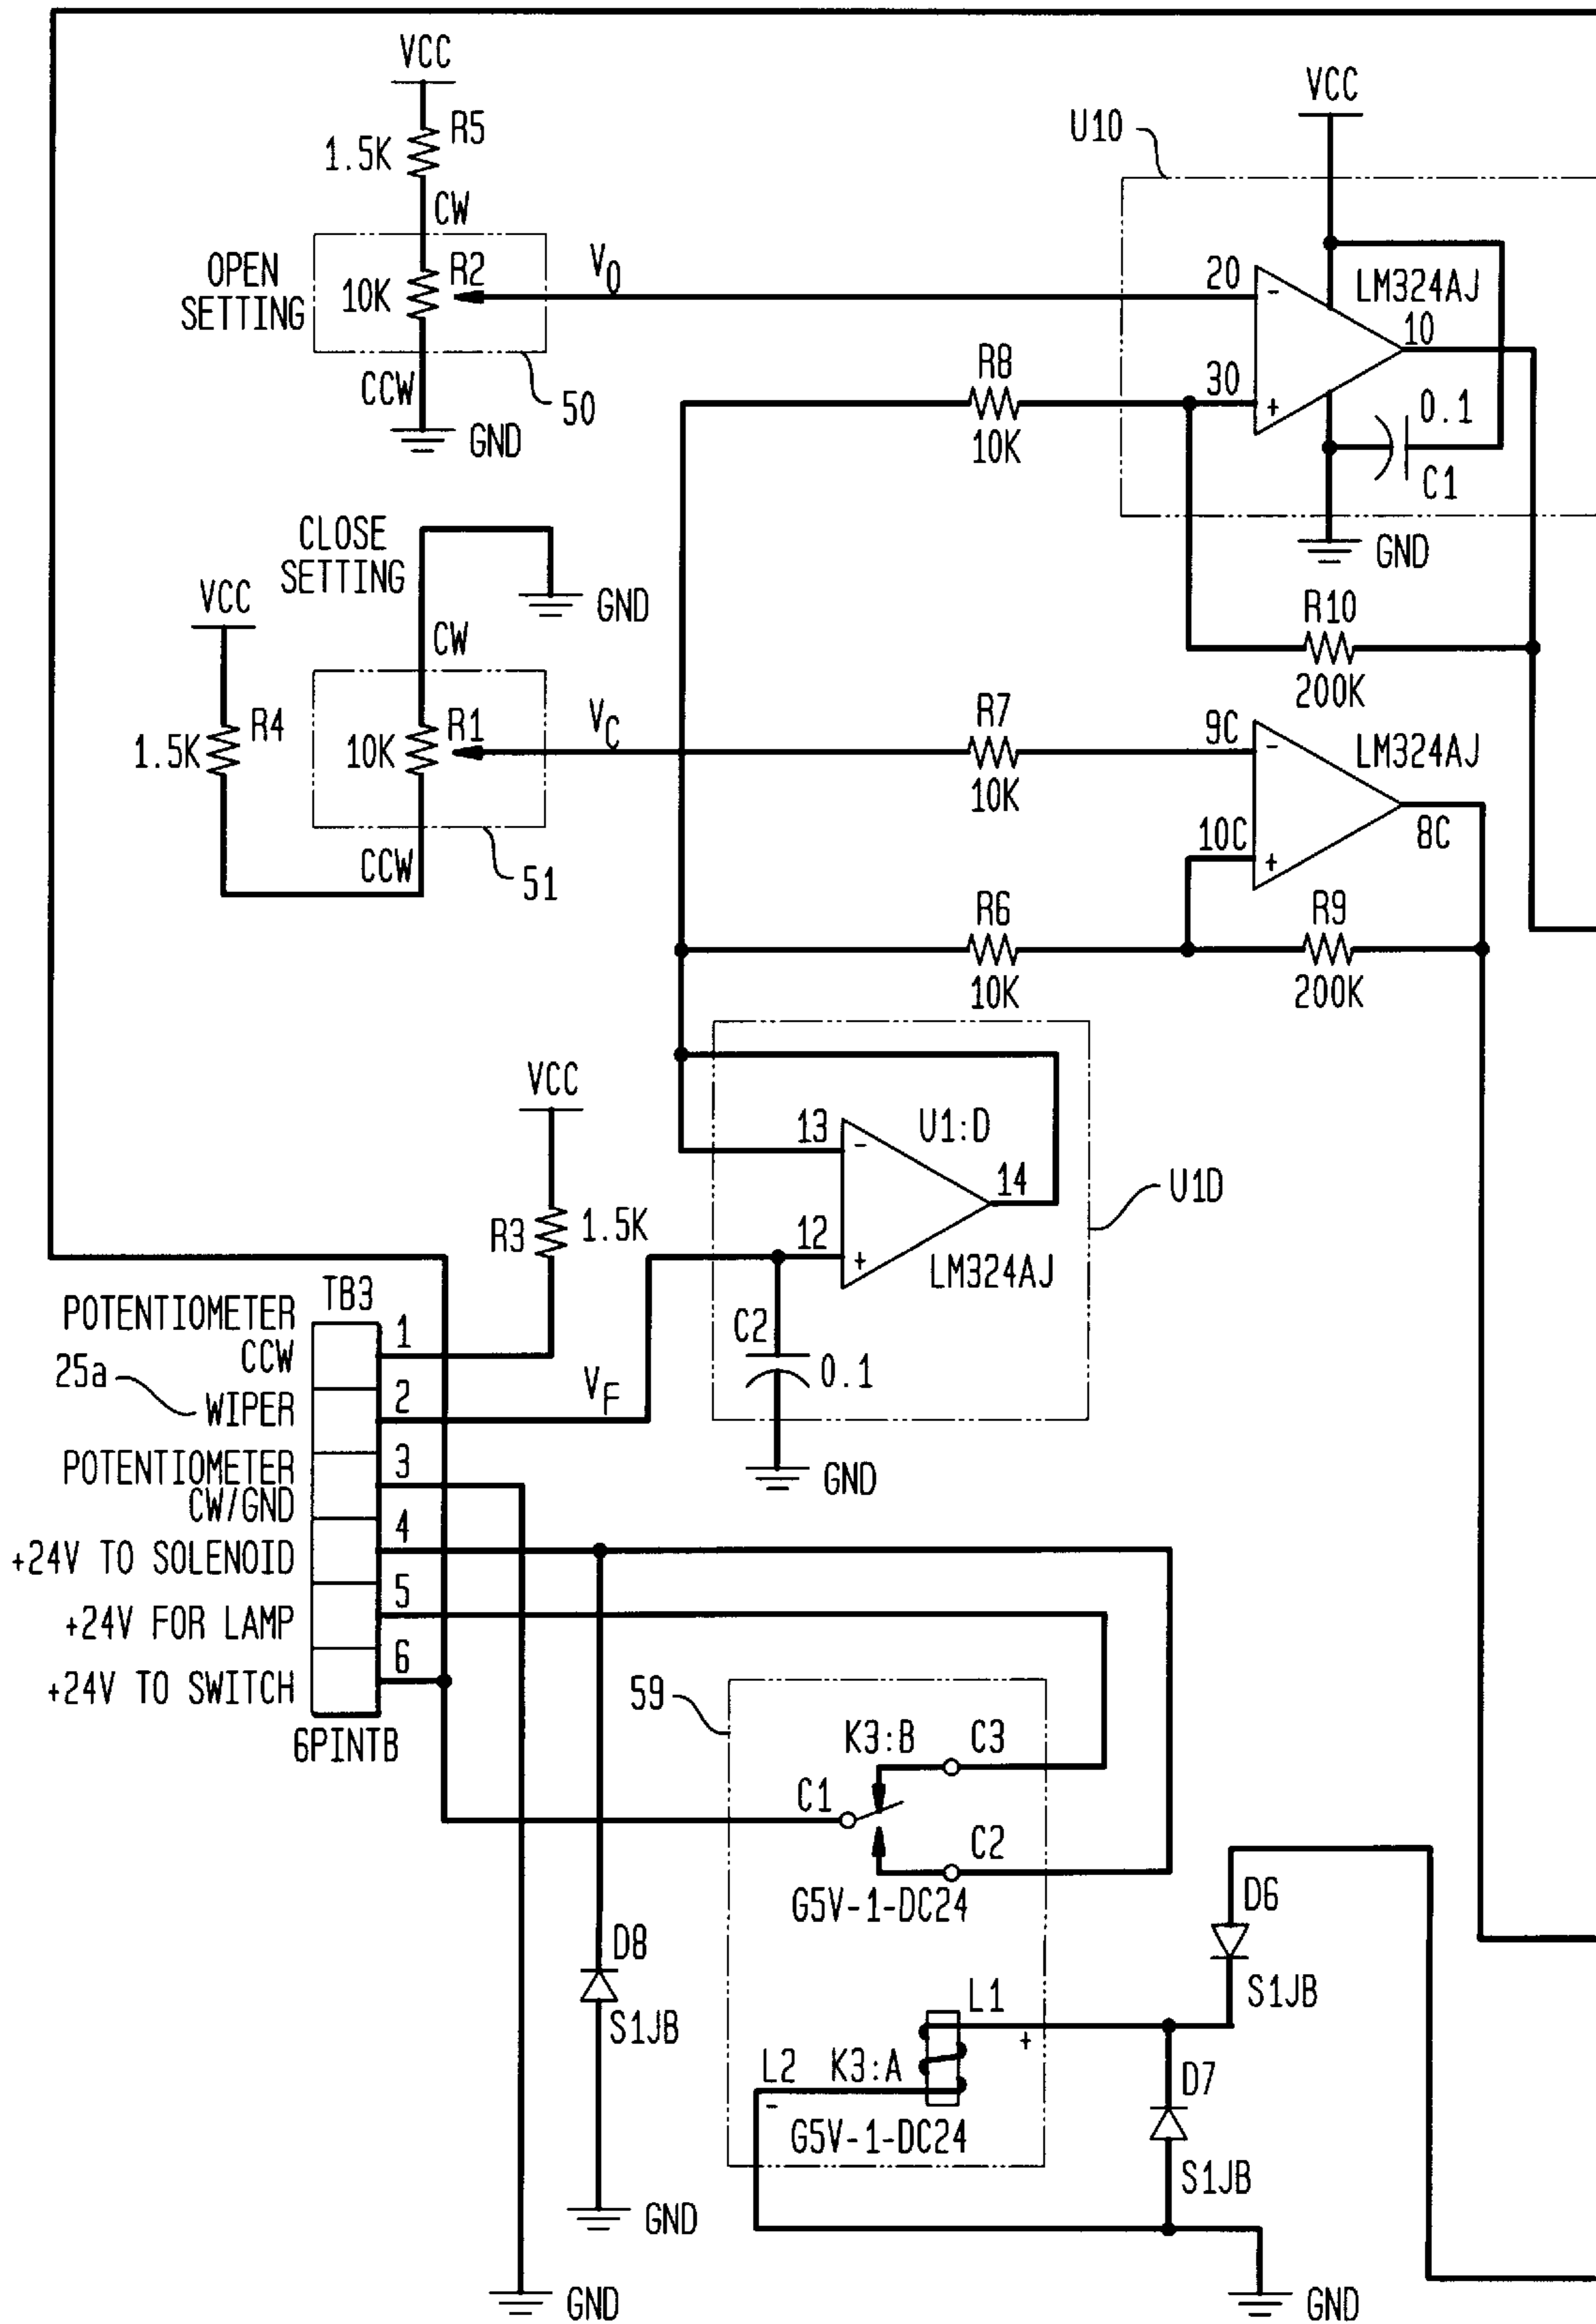 VCC
R5
1.5K
CW
OPEN
SETTING
R2
10K
CCW
GND
50
VO
U10
VCC
20
-
LM324AJ
10
30
+
0.1
C1
GND
R8
10K
R10
200K
CLOSE
SETTING
GND
VCC
CW
R4
1.5K
R1
10K
CCW
51
VC
R7
10K
9C
-
LM324AJ
10C
+
8C
R6
10K
R9
200K
VCC
R3
1.5K
13
-
U1:D
14
12
+
LM324AJ
U1D
C2
0.1
GND
VF
TB3
POTENTIOMETER
CCW
1
25a
WIPER
2
POTENTIOMETER
CW/GND
3
+24V TO SOLENOID
4
+24V FOR LAMP
5
+24V TO SWITCH
6
6PINTB
59
K3:B
C3
C1
C2
G5V-1-DC24
D8
S1JB
GND
D6
S1JB
L1
+
L2
-
K3:A
G5V-1-DC24
D7
S1JB
GND
GND